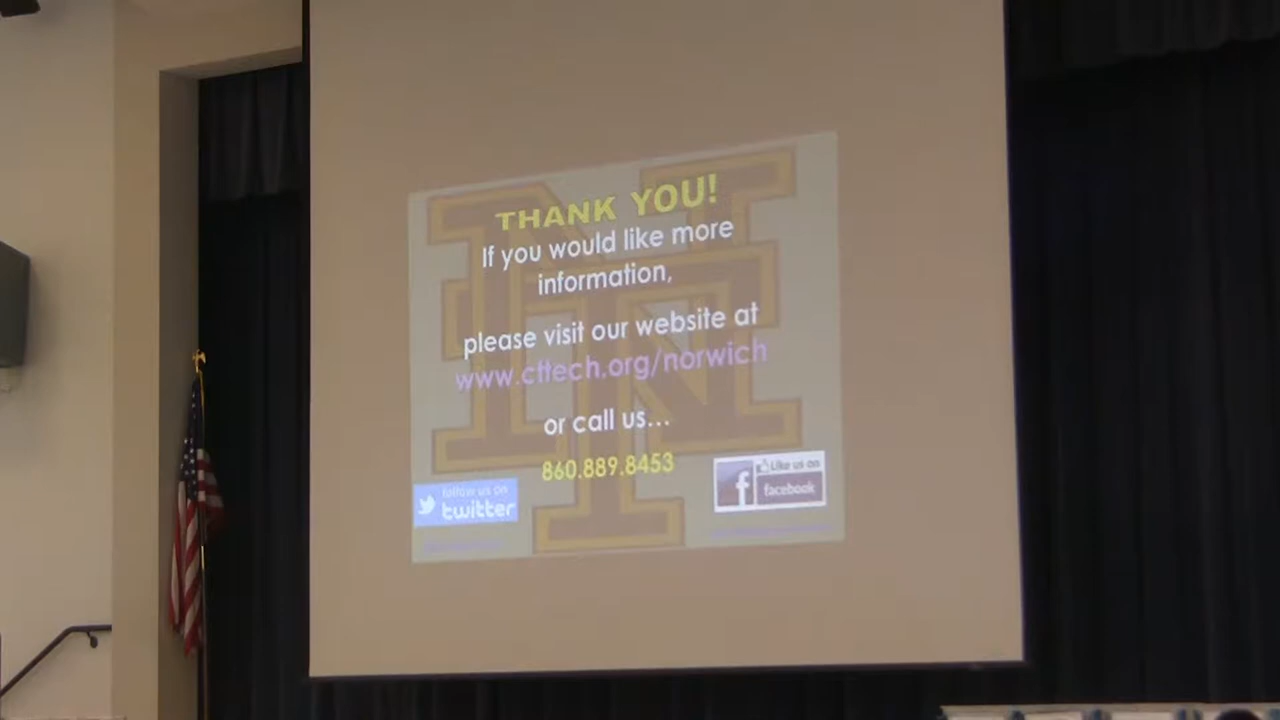 THANK YOU!
If you would like more
information,
please visit our website at
www.cttech.org/norwich
or call us...
860.889.8453
follow us on
twitter
Like us on
f
facebook